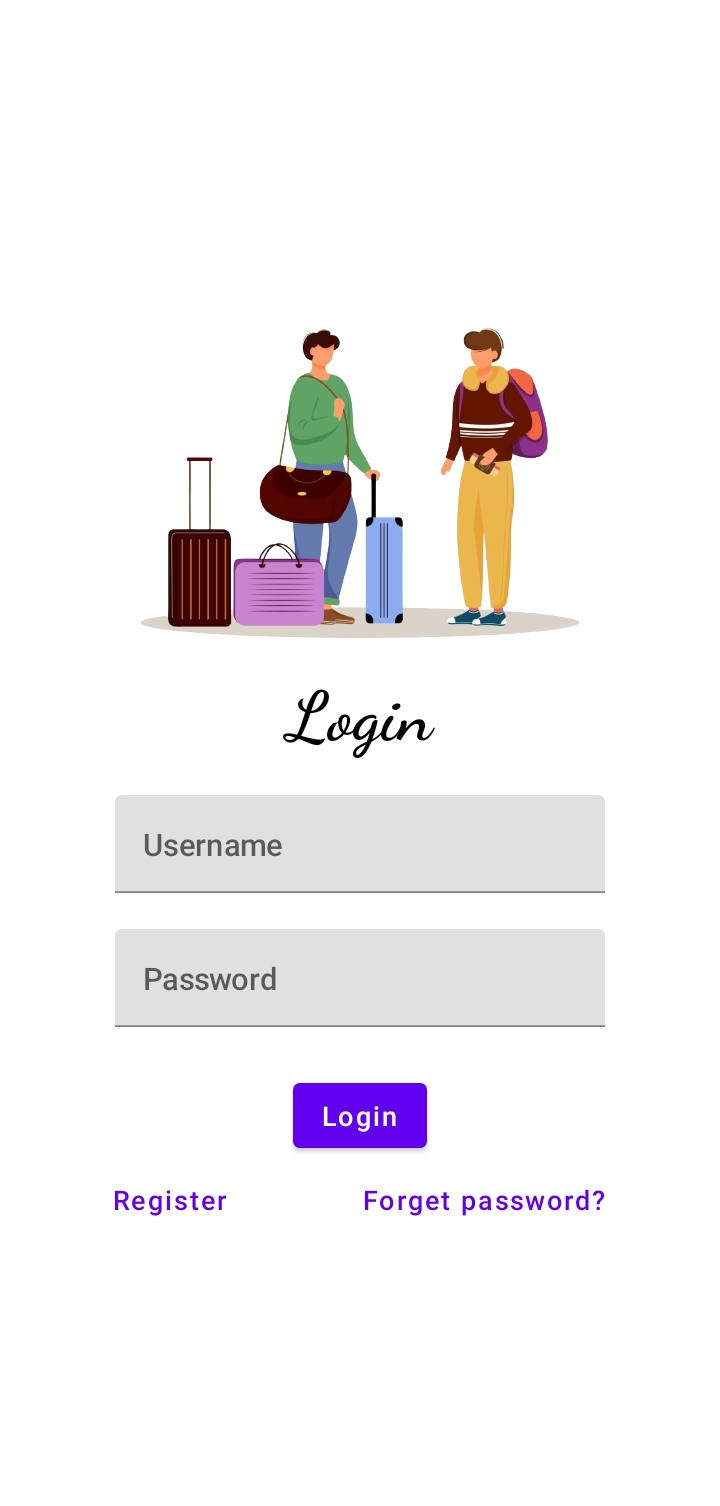 Login
Username
Password
Login
Register
Forget password?